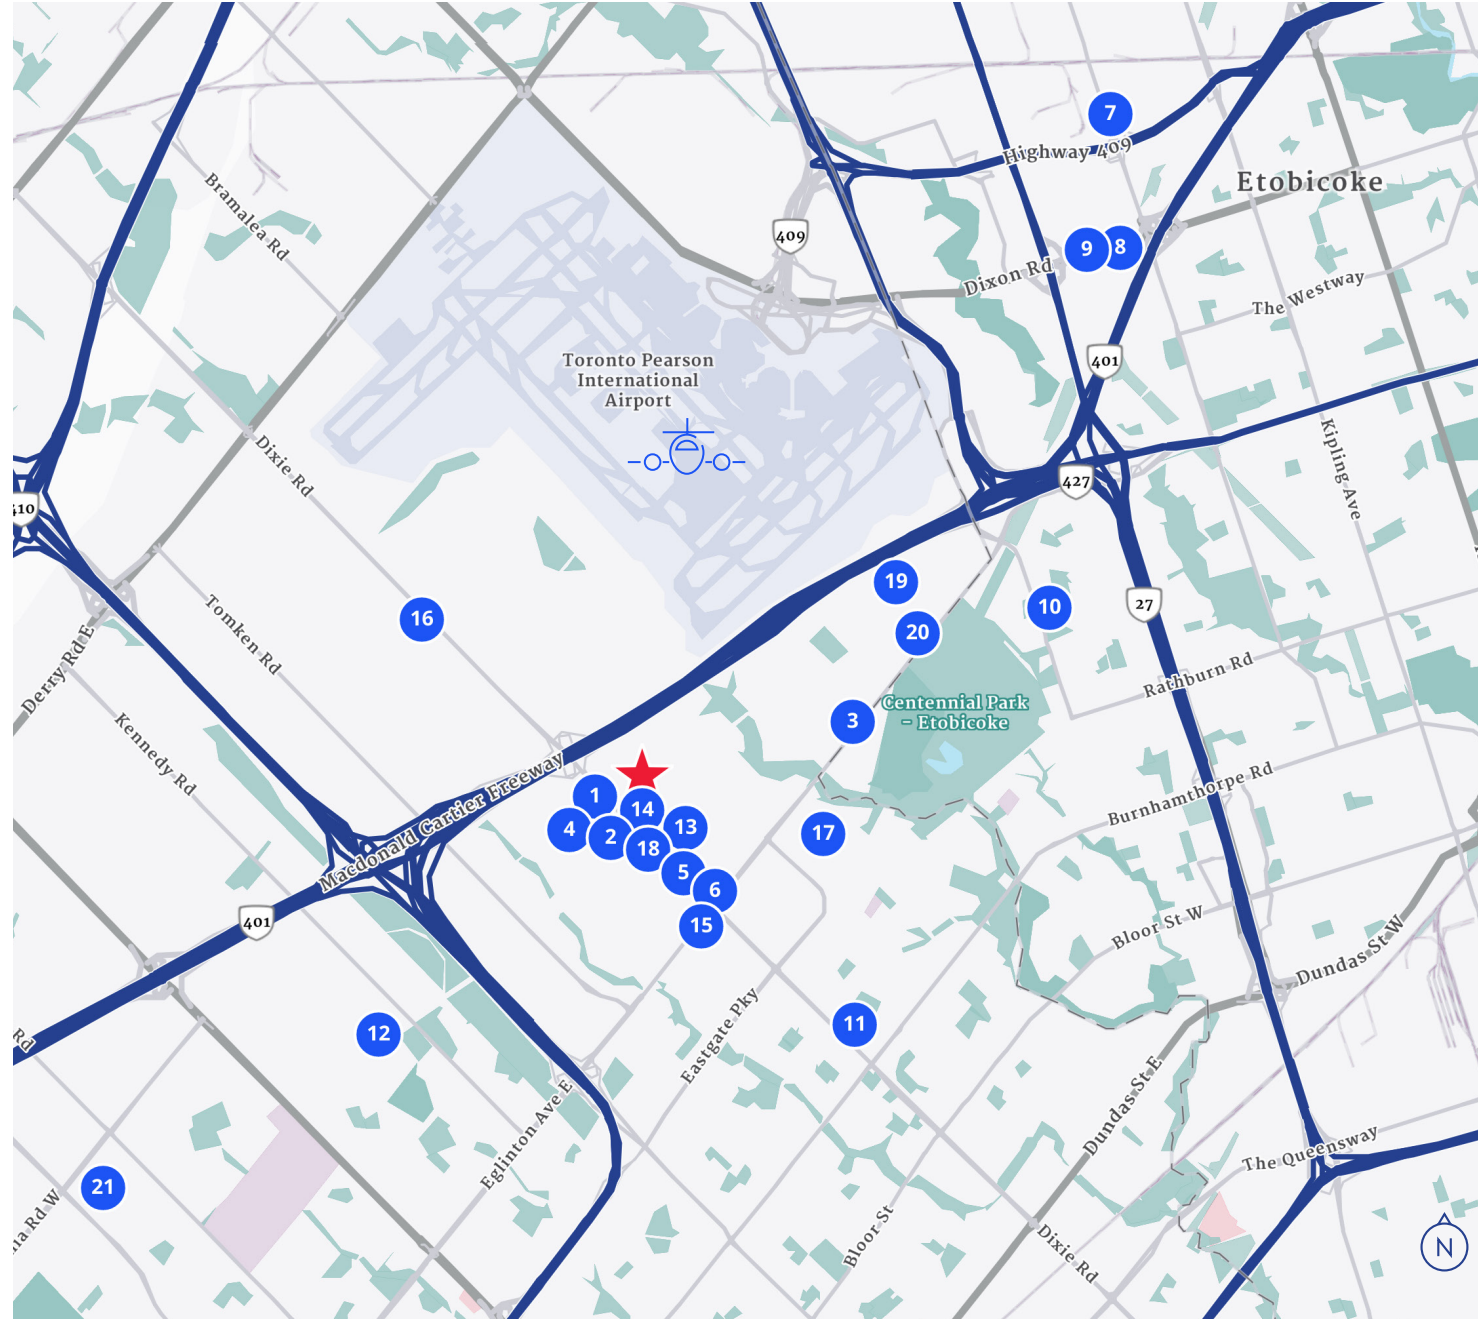 7
Highway 409
Etobicoke
Bramalea Rd
409
9
8
Dixon Rd
The Westway
401
Toronto Pearson
International
Airport
Kipling Ave
Dixie Rd
427
410
19
10
27
16
20
Tomken Rd
Derry Rd E
Rathburn Rd
Centennial Park
- Etobicoke
3
Kennedy Rd
Macdonald Cartier Freeway
Burnhamthorpe Rd
1
14
4
2
13
17
18
5
6
15
401
Bloor St W
Dundas St W
Rd
12
11
Eastgate Pky
Eglinton Ave E
Dundas St E
The Queensway
21
Rd W
Bloor St
Dixie Rd
N